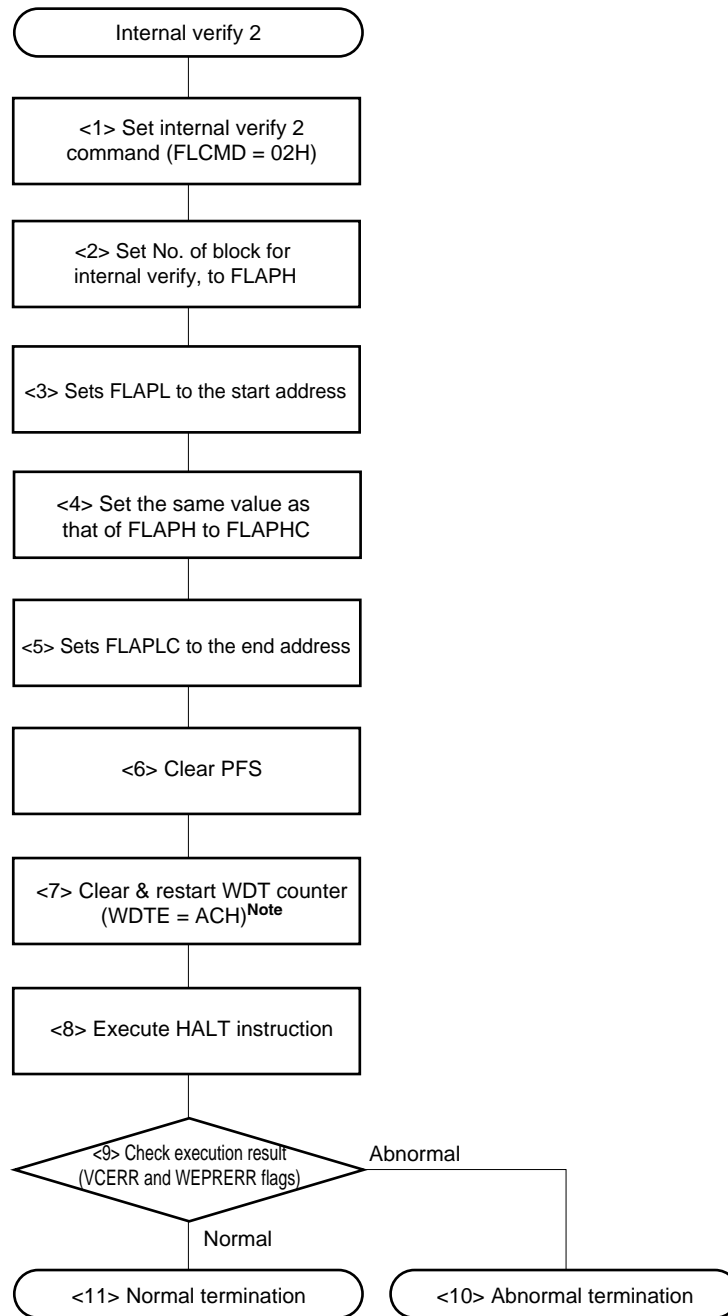 Internal verify 2
<1> Set internal verify 2
command (FLCMD = 02H)
<2> Set No. of block for
internal verify, to FLAPH
<3> Sets FLAPL to the start address
<4> Set the same value as
that of FLAPH to FLAPHC
<5> Sets FLAPLC to the end address
<6> Clear PFS
<7> Clear & restart WDT counter
(WDTE = ACH)Note
<8> Execute HALT instruction
<9> Check execution result
(VCERR and WEPRERR flags)
Abnormal
Normal
<11> Normal termination
<10> Abnormal termination